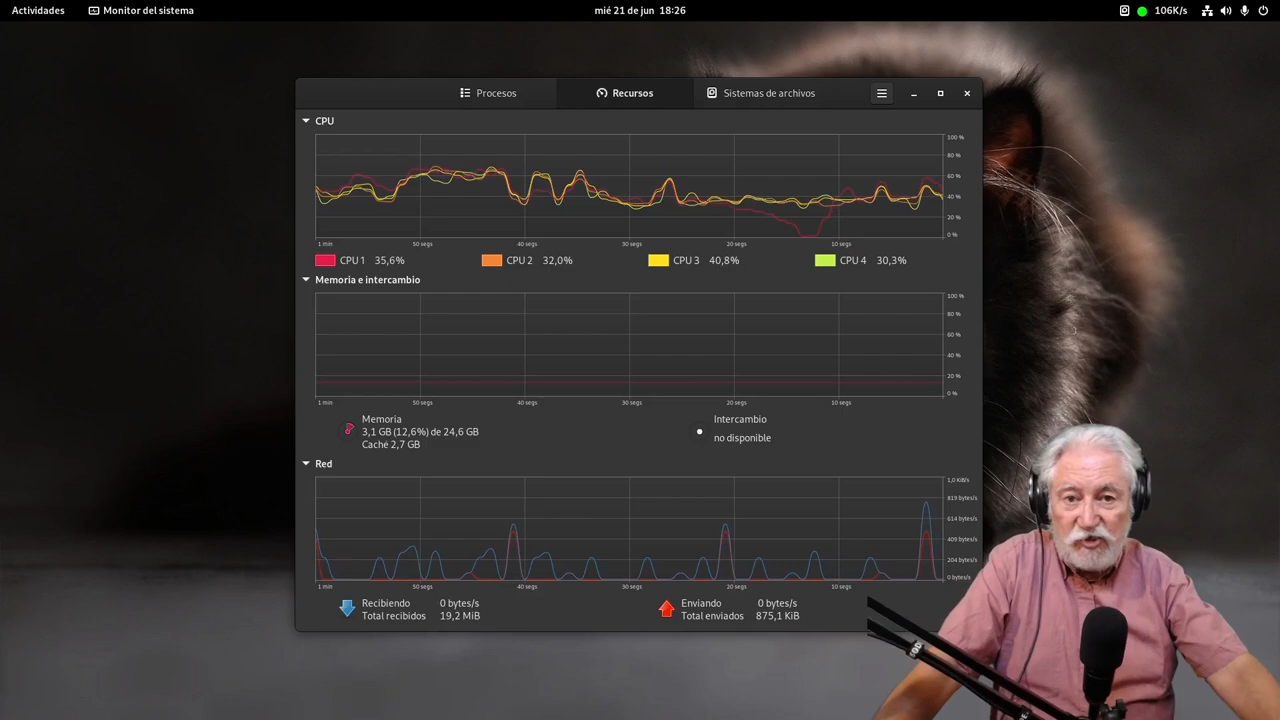 Actividades Monitor del sistema mié 21 de jun 18:26 106K/s
Procesos Recursos Sistemas de archivos
CPU
100 %
80 %
60 %
40 %
20 %
0 %
1 min 50 segs 40 segs 30 segs 20 segs 10 segs
CPU 1 35,6% CPU 2 32,0% CPU 3 40,8% CPU 4 30,3%
Memoria e intercambio
100 %
80 %
60 %
40 %
20 %
0 %
1 min 50 segs 40 segs 30 segs 20 segs 10 segs
Memoria
3,1 GB (12,6%) de 24,6 GB
Caché 2,7 GB
Intercambio
no disponible
Red
1,0 KiB/s
819 bytes/s
614 bytes/s
409 bytes/s
204 bytes/s
0 bytes/s
1 min 50 segs 40 segs 30 segs 20 segs 10 segs
Recibiendo 0 bytes/s
Total recibidos 19,2 MiB
Enviando 0 bytes/s
Total enviados 875,1 KiB